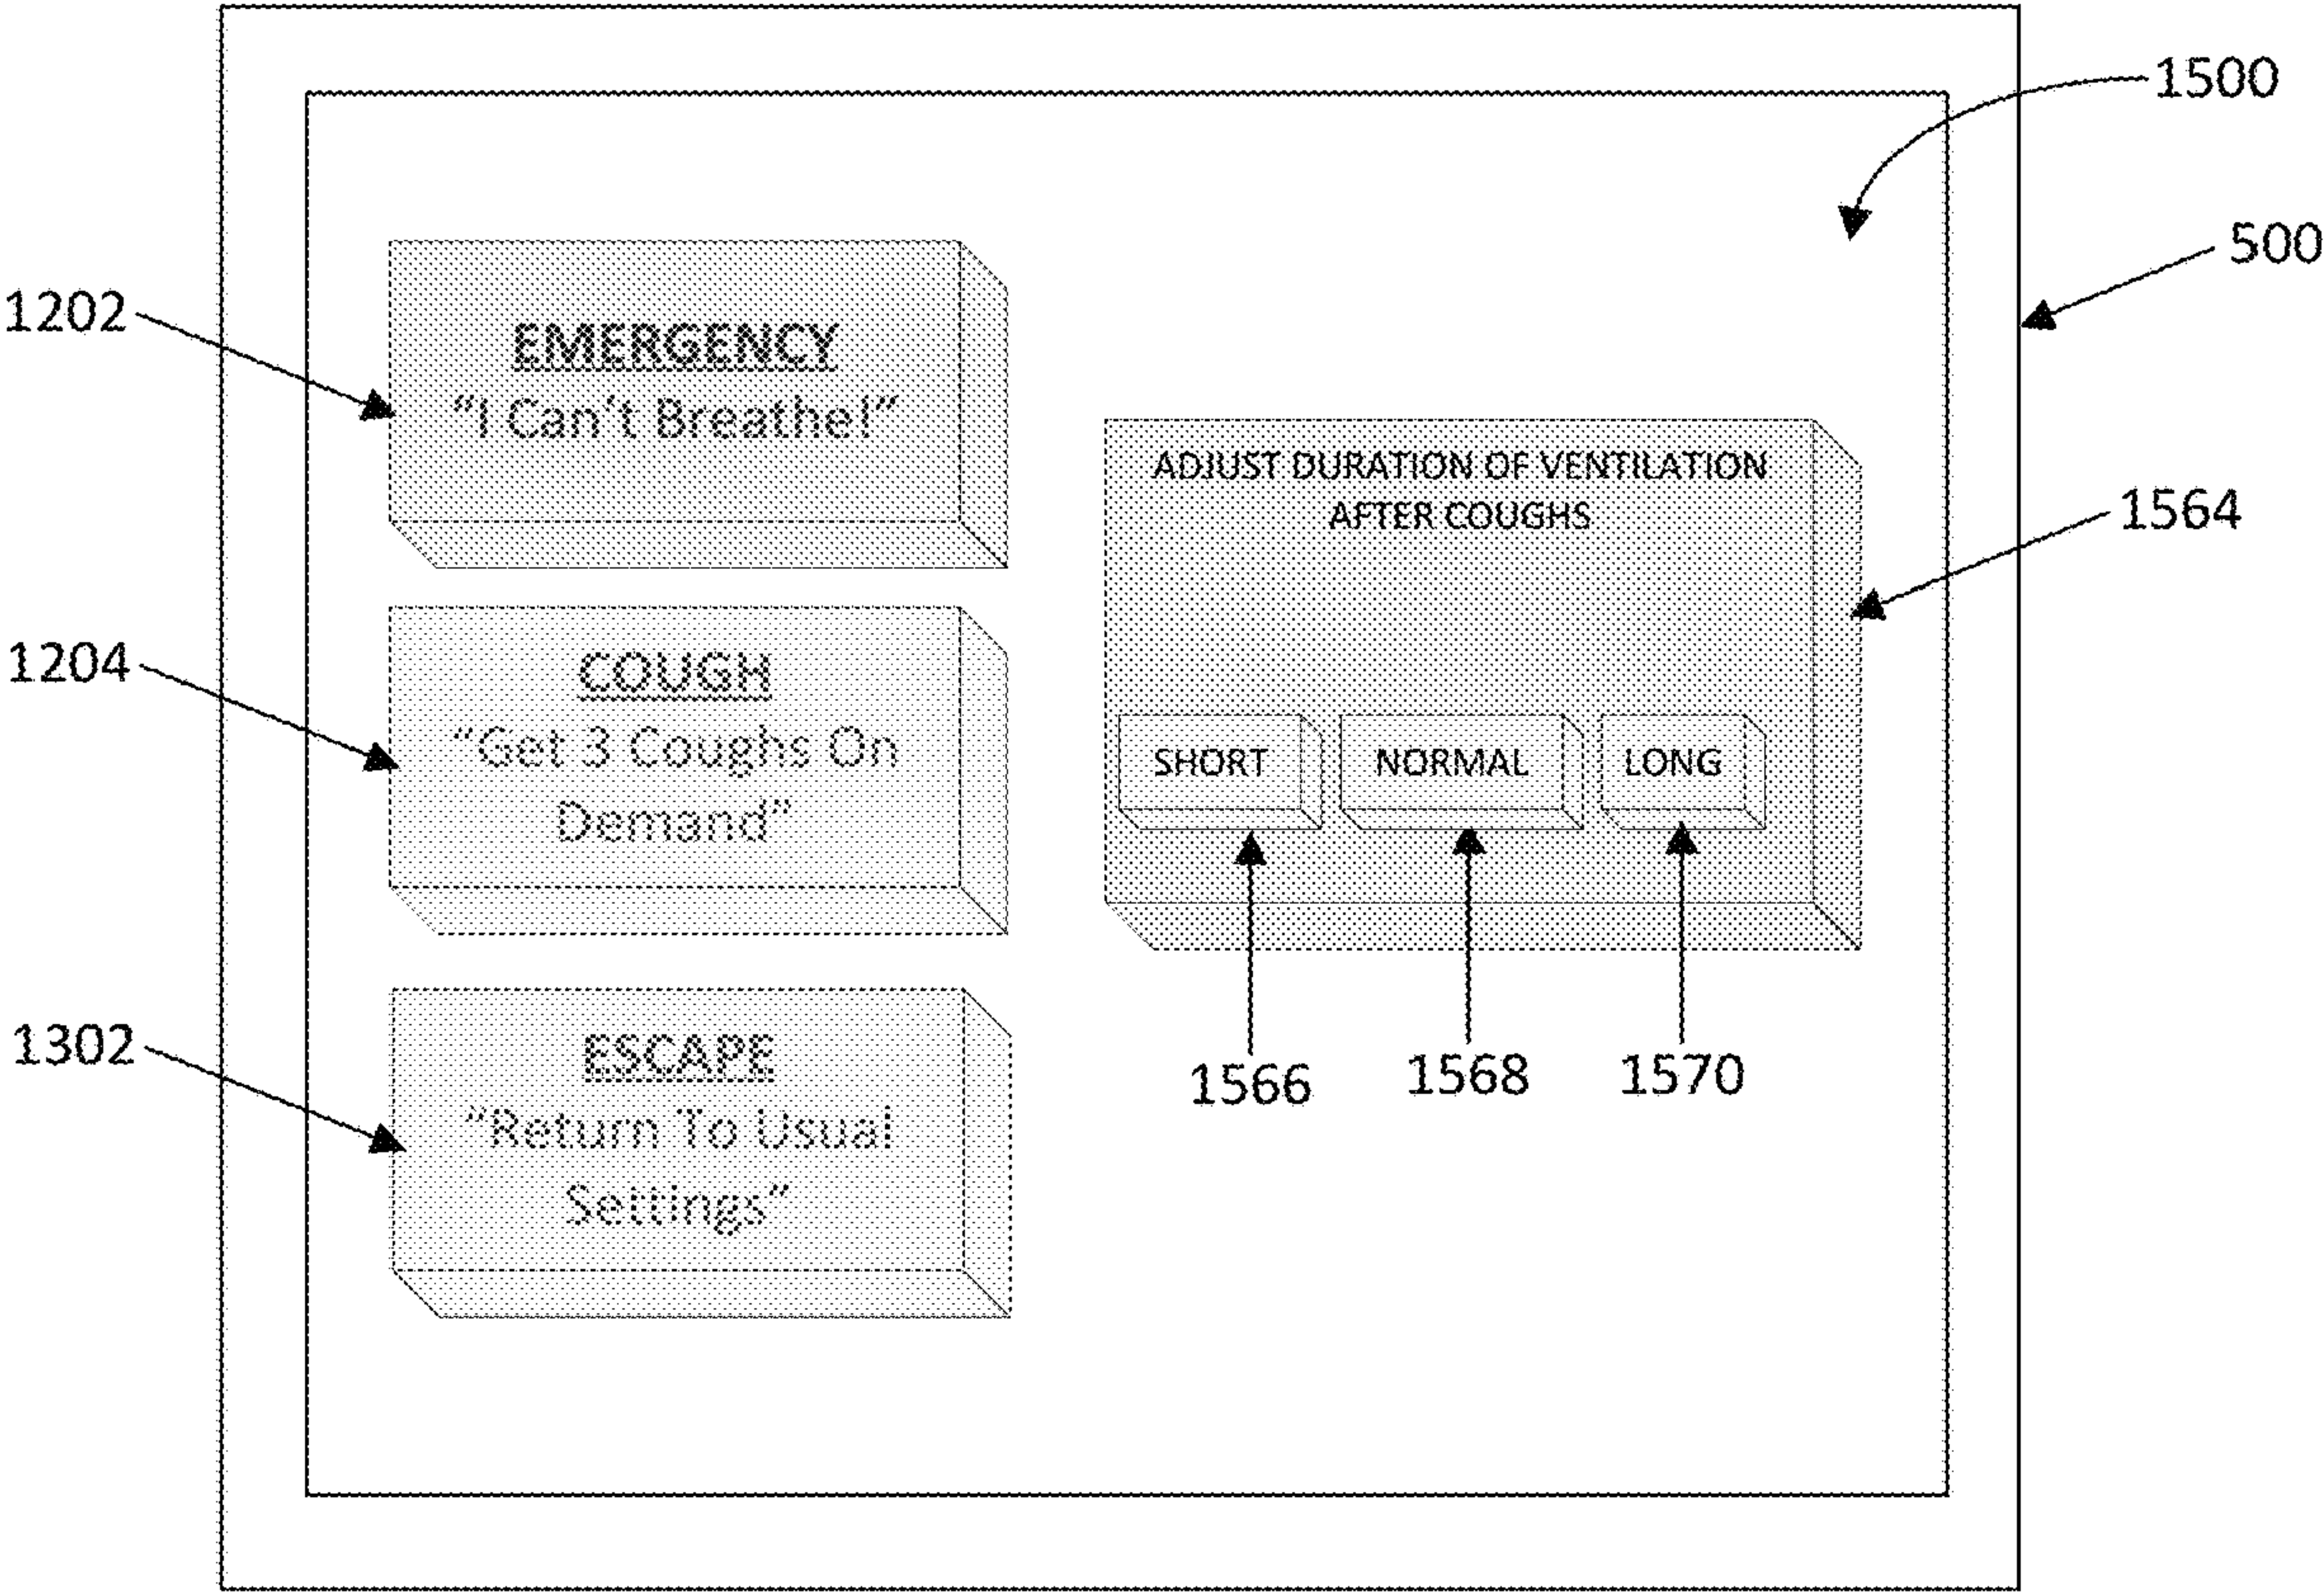 1500
500
1202
EMERGENCY
“I Can’t Breathe!”
ADJUST DURATION OF VENTILATION
AFTER COUGHS
1564
1204
COUGH
“Get 3 Coughs On
Demand”
SHORT
NORMAL
LONG
1302
ESCAPE
“Return To Usual
Settings”
1566
1568
1570